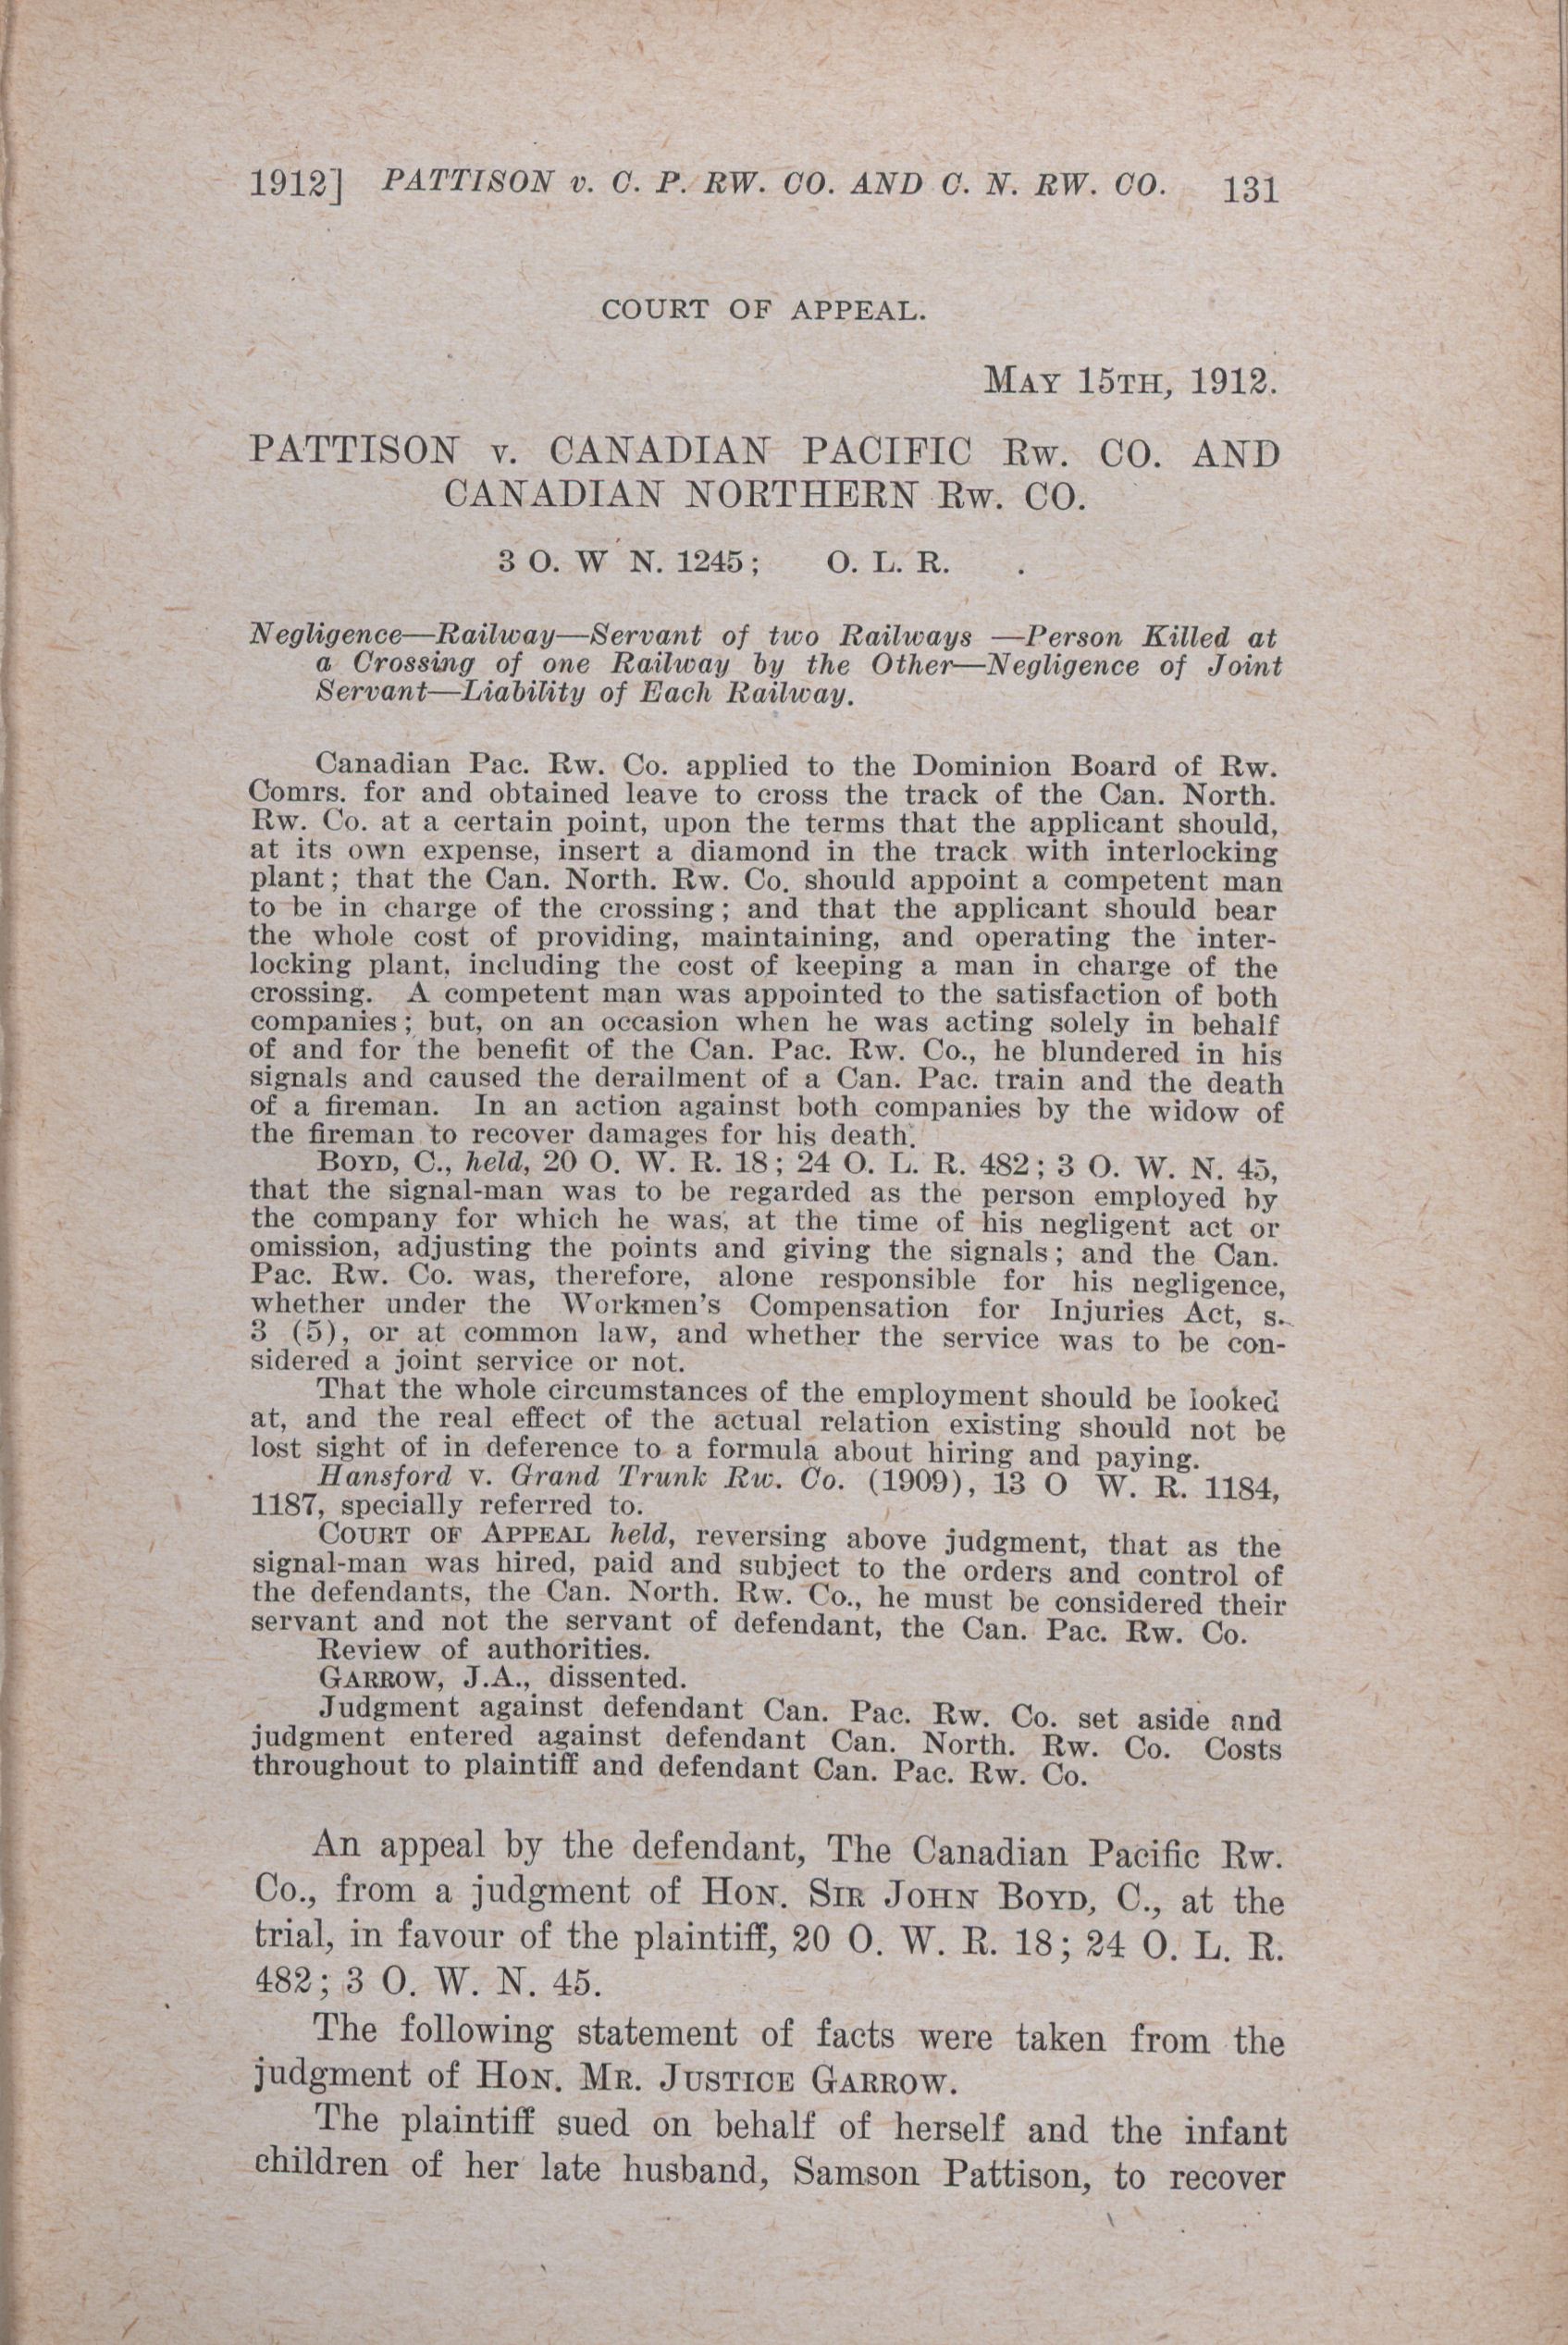 1912] PATTISON v. C. P. RW. CO. AND C. N. RW. CO. 131
COURT OF APPEAL.
MAY 15TH, 1912.
PATTISON v. CANADIAN PACIFIC RW. CO. AND
CANADIAN NORTHERN RW. CO.
3 O. W N. 1245; O. L. R. .
Negligence—Railway—Servant of two Railways —Person Killed at
a Crossing of one Railway by the Other—Negligence of Joint
Servant—Liability of Each Railway.
Canadian Pac. Rw. Co. applied to the Dominion Board of Rw.
Comrs. for and obtained leave to cross the track of the Can. North.
Rw. Co. at a certain point, upon the terms that the applicant should,
at its own expense, insert a diamond in the track with interlocking
plant; that the Can. North. Rw. Co. should appoint a competent man
to be in charge of the crossing; and that the applicant should bear
the whole cost of providing, maintaining, and operating the inter-
locking plant, including the cost of keeping a man in charge of the
crossing. A competent man was appointed to the satisfaction of both
companies; but, on an occasion when he was acting solely in behalf
of and for the benefit of the Can. Pac. Rw. Co., he blundered in his
signals and caused the derailment of a Can. Pac. train and the death
of a fireman. In an action against both companies by the widow of
the fireman to recover damages for his death.
BOYD, C., held, 20 O. W. R. 18; 24 O. L. R. 482; 3 O. W. N. 45,
that the signal-man was to be regarded as the person employed by
the company for which he was, at the time of his negligent act or
omission, adjusting the points and giving the signals; and the Can.
Pac. Rw. Co. was, therefore, alone responsible for his negligence,
whether under the Workmen's Compensation for Injuries Act, s.
3 (5), or at common law, and whether the service was to be con-
sidered a joint service or not.
That the whole circumstances of the employment should be looked
at, and the real effect of the actual relation existing should not be
lost sight of in deference to a formula about hiring and paying.
Hansford v. Grand Trunk Rw. Co. (1909), 13 O W. R. 1184,
1187, specially referred to.
COURT OF APPEAL held, reversing above judgment, that as the
signal-man was hired, paid and subject to the orders and control of
the defendants, the Can. North. Rw. Co., he must be considered their
servant and not the servant of defendant, the Can. Pac. Rw. Co.
Review of authorities.
GARROW, J.A., dissented.
Judgment against defendant Can. Pac. Rw. Co. set aside and
judgment entered against defendant Can. North. Rw. Co. Costs
throughout to plaintiff and defendant Can. Pac. Rw. Co.
An appeal by the defendant, The Canadian Pacific Rw.
Co., from a judgment of HON. SIR JOHN BOYD, C., at the
trial, in favour of the plaintiff, 20 O. W. R. 18; 24 O. L. R.
482; 3 O. W. N. 45.
The following statement of facts were taken from the
judgment of HON. MR. JUSTICE GARROW.
The plaintiff sued on behalf of herself and the infant
children of her late husband, Samson Pattison, to recover